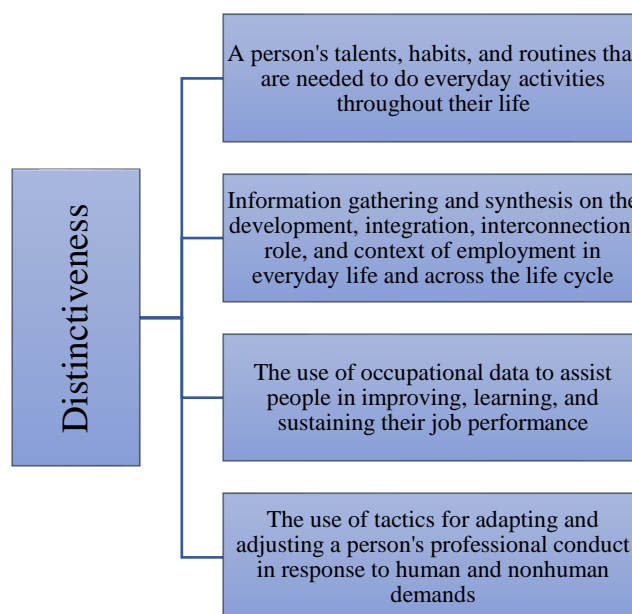 Distinctiveness
A person's talents, habits, and routines tha
are needed to do everyday activities
throughout their life
Information gathering and synthesis on the
development, integration, interconnection
role, and context of employment in
everyday life and across the life cycle
The use of occupational data to assist
people in improving, learning, and
sustaining their job performance
The use of tactics for adapting and
adjusting a person's professional conduct
in response to human and nonhuman
demands